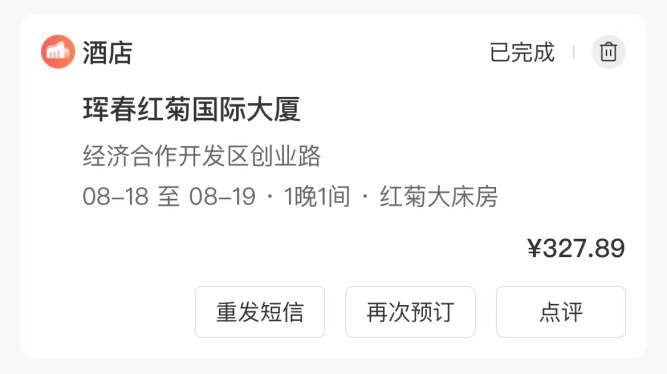 酒店 已完成
珲春红菊国际大厦
经济合作开发区创业路
08-18 至 08-19 · 1晚1间 · 红菊大床房
¥327.89
重发短信 再次预订 点评